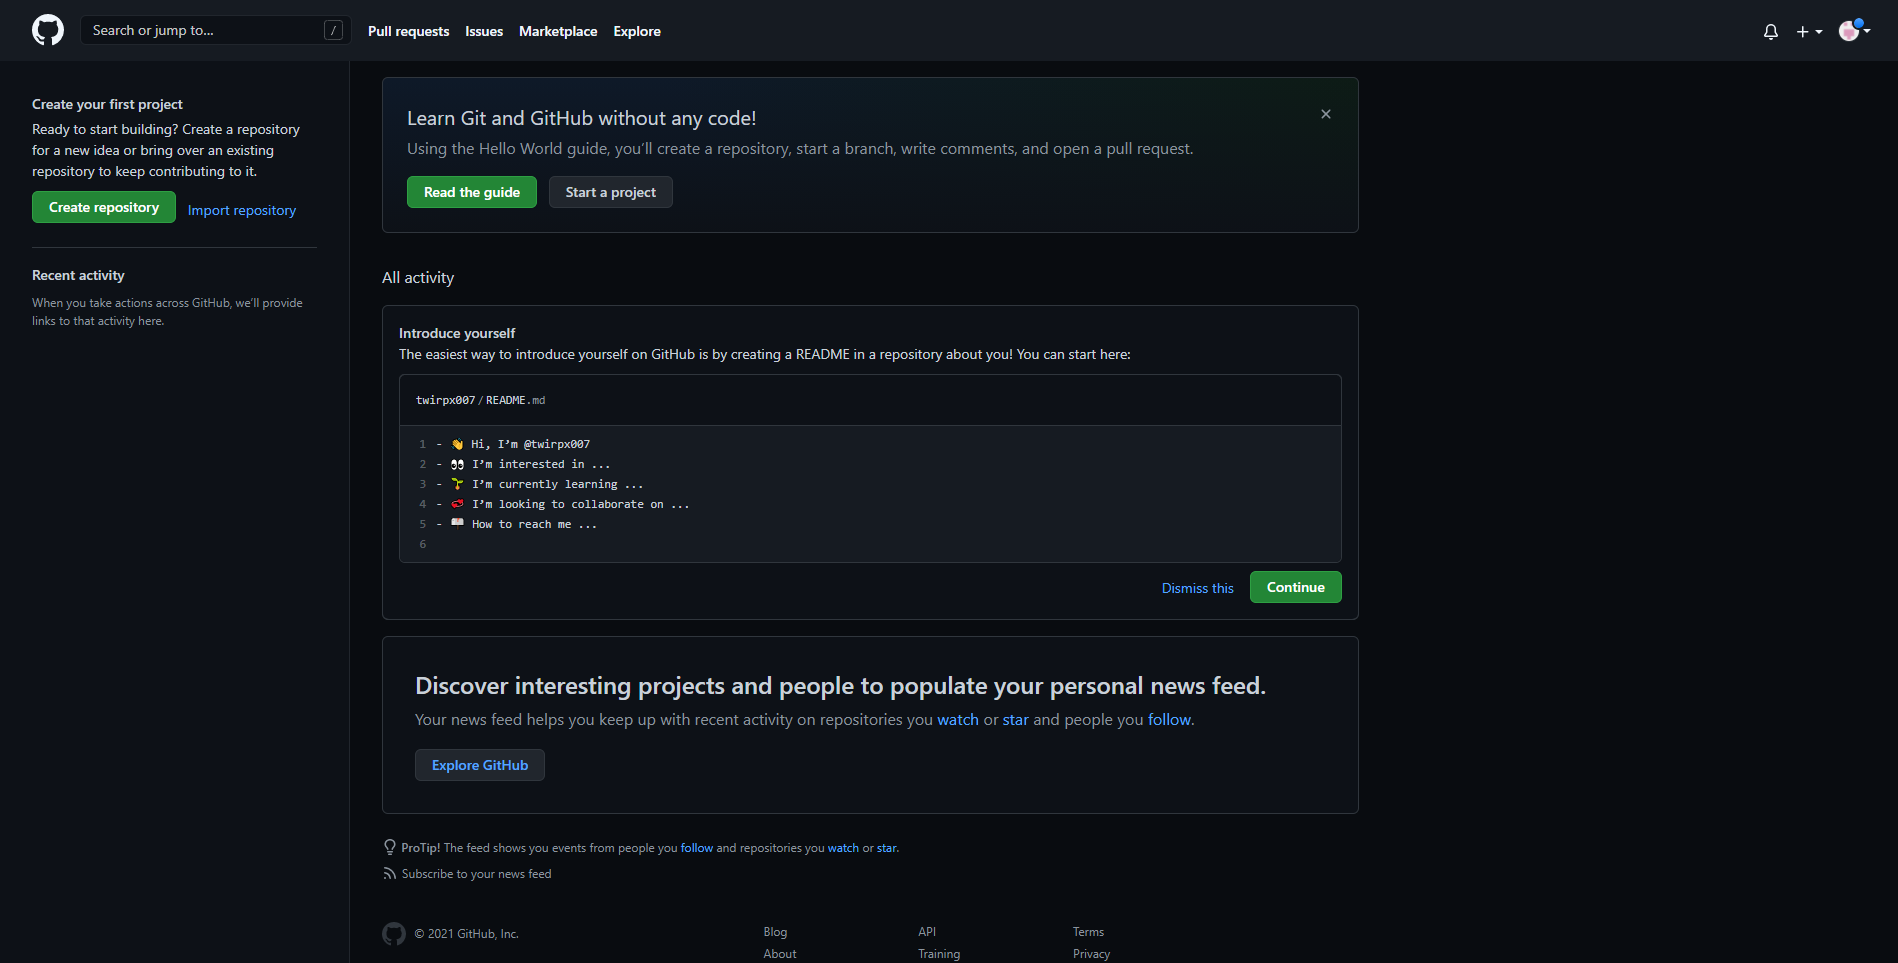 Search or jump to... /
Pull requests Issues Marketplace Explore
Create your first project
Ready to start building? Create a repository
for a new idea or bring over an existing
repository to keep contributing to it.
Create repository Import repository
Recent activity
When you take actions across GitHub, we'll provide
links to that activity here.
Learn Git and GitHub without any code!
Using the Hello World guide, you'll create a repository, start a branch, write comments, and open a pull request.
Read the guide Start a project
All activity
Introduce yourself
The easiest way to introduce yourself on GitHub is by creating a README in a repository about you! You can start here:
twirpx007/README.md
1 - 👋 Hi, I'm @twirpx007
2 - 👀 I'm interested in ...
3 - 🌱 I'm currently learning ...
4 - 💞️ I'm looking to collaborate on ...
5 - 📫 How to reach me ...
6
Dismiss this Continue
Discover interesting projects and people to populate your personal news feed.
Your news feed helps you keep up with recent activity on repositories you watch or star and people you follow.
Explore GitHub
ProTip! The feed shows you events from people you follow and repositories you watch or star.
Subscribe to your news feed
© 2021 GitHub, Inc.
Blog API Terms
About Training Privacy